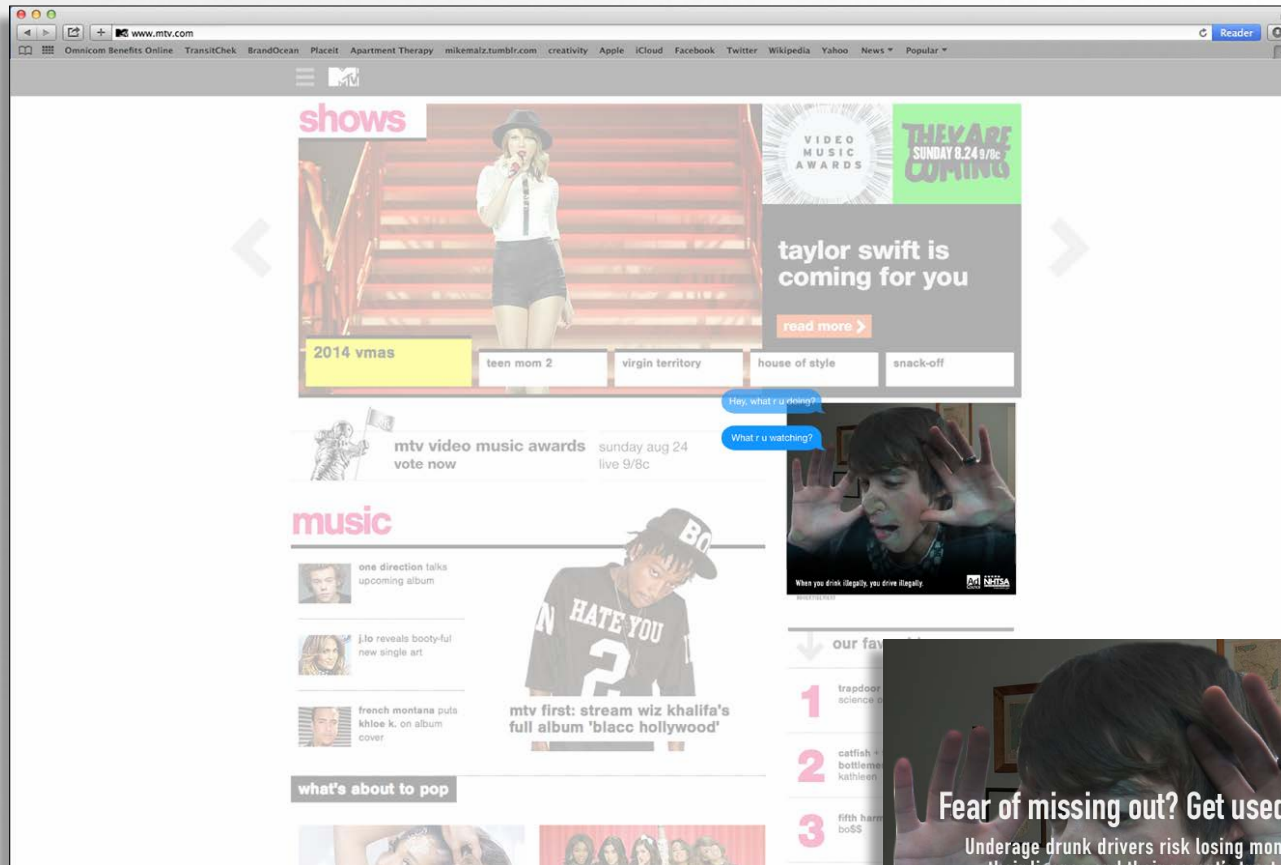 www.mtv.com
Reader
Omnicom Benefits Online TransitChek BrandOcean Placeit Apartment Therapy mikemalz.tumblr.com creativity Apple iCloud Facebook Twitter Wikipedia Yahoo News Popular
MTV
shows
VIDEO
MUSIC
AWARDS
THEY ARE
SUNDAY 8.24 9/8c
COMING
taylor swift is
coming for you
read more
2014 vmas
teen mom 2
virgin territory
house of style
snack-off
Hey, what r u doing?
What r u watching?
mtv video music awards
vote now
sunday aug 24
live 9/8c
When you drink illegally, you drive illegally.
Ad
NHTSA
music
one direction talks
upcoming album
j.lo reveals booty-ful
new single art
french montana puts
khloe k. on album
cover
BO
HATE YOU
2
mtv first: stream wiz khalifa's
full album 'blacc hollywood'
what's about to pop
our
1
trapdoor
science
2
catfish +
kathleen
3
fifth
bo$$
Fear of missing out? Get used
Underage drunk drivers risk losing